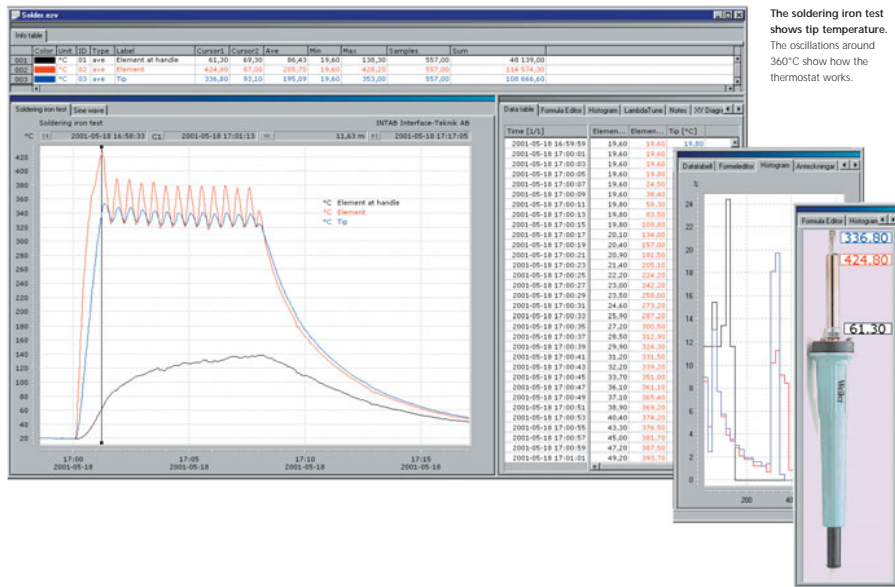 Solder.ezv
Info table
Color Unit ID Type Label Cursor1 Cursor2 Ave Min Max Samples Sum
001 °C 01 ave Element at handle 61,30 69,30 86,43 19,60 138,30 557,00 48 139,00
002 °C 02 ave Element 424,80 87,00 205,70 19,60 428,20 557,00 114 574,30
003 °C 03 ave Tip 336,80 93,10 195,09 19,60 353,00 557,00 108 666,60
The soldering iron test
shows tip temperature.
The oscillations around
360°C show how the
thermostat works.
Soldering iron test Sine wave
Soldering iron test INTAB Interface-Teknik AB
°C 2001-05-18 16:58:33 C1 2001-05-18 17:01:13 11,63 m 2001-05-18 17:17:05
420
400
380
360
340
320
300
280
260
240
220
200
180
160
140
120
100
80
60
40
20
°C Element at handle
°C Element
°C Tip
17:00 17:05 17:10 17:15
2001-05-18 2001-05-18 2001-05-18 2001-05-18
Data table Formula Editor Histogram LambdaTune Notes XY Diagra
Time [1/1] Elemen... Elemen... Tip [°C]
2001-05-18 16:59:59 19,60 19,60 19,80
2001-05-18 17:00:01 19,60 19,60
2001-05-18 17:00:03 19,60 19,60
2001-05-18 17:00:05 19,60 19,80
2001-05-18 17:00:07 19,60 24,50
2001-05-18 17:00:09 19,60 38,40
2001-05-18 17:00:11 19,80 59,30
2001-05-18 17:00:13 19,80 83,50
2001-05-18 17:00:15 19,80 108,80
2001-05-18 17:00:17 20,10 134,00
2001-05-18 17:00:19 20,40 157,00
2001-05-18 17:00:21 20,90 181,50
2001-05-18 17:00:23 21,40 205,10
2001-05-18 17:00:25 22,20 224,20
2001-05-18 17:00:27 23,00 242,20
2001-05-18 17:00:29 23,50 258,00
2001-05-18 17:00:31 24,60 273,20
2001-05-18 17:00:33 25,90 287,20
2001-05-18 17:00:35 27,20 300,50
2001-05-18 17:00:37 28,50 312,90
2001-05-18 17:00:39 29,90 324,30
2001-05-18 17:00:41 31,20 331,50
2001-05-18 17:00:43 32,20 339,20
2001-05-18 17:00:45 33,70 351,00
2001-05-18 17:00:47 36,10 361,10
2001-05-18 17:00:49 37,10 365,40
2001-05-18 17:00:51 38,90 369,20
2001-05-18 17:00:53 40,40 374,20
2001-05-18 17:00:55 43,30 376,50
2001-05-18 17:00:57 45,00 381,70
2001-05-18 17:00:59 47,20 387,50
2001-05-18 17:01:01 49,20 393,70
Datatabell Formeleditor Histogram Anteckningar
%
24
22
20
18
16
14
12
10
8
6
4
2
0
200 40
Formula Editor Histogram
336.80
424.80
61.30
Weller